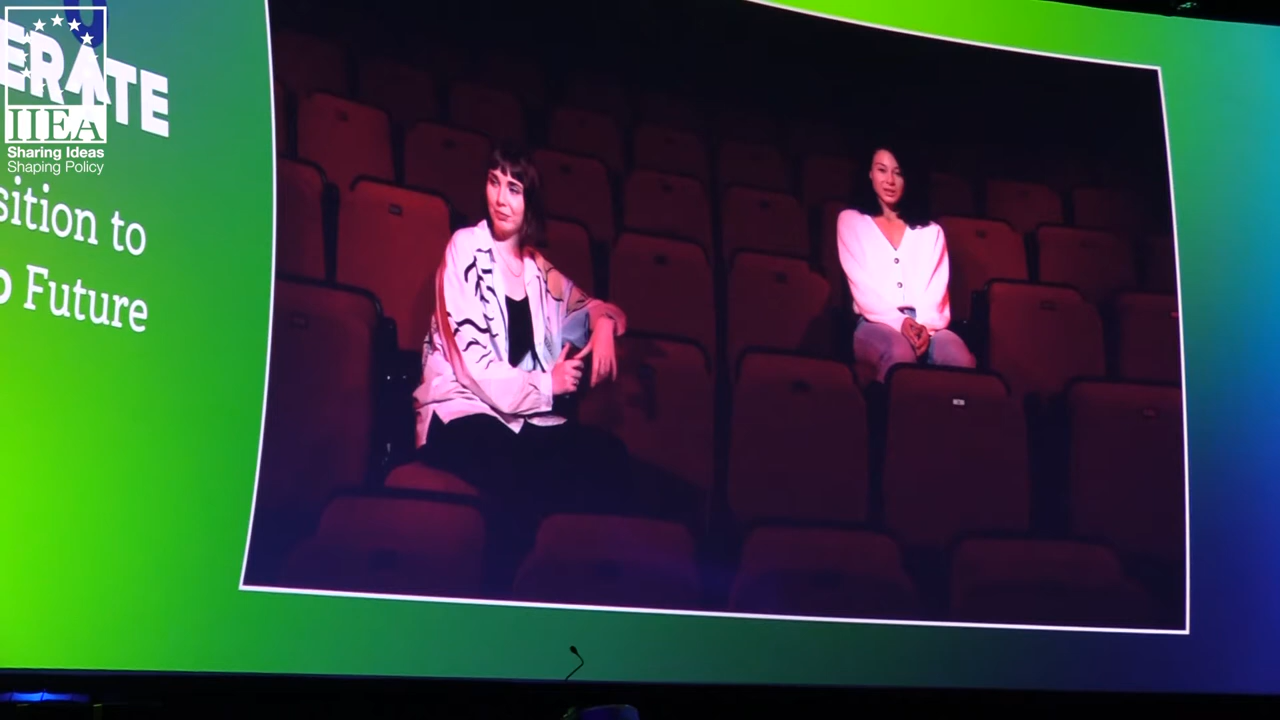 ERATE
IIEA
Sharing Ideas
Shaping Policy
sition to
Future